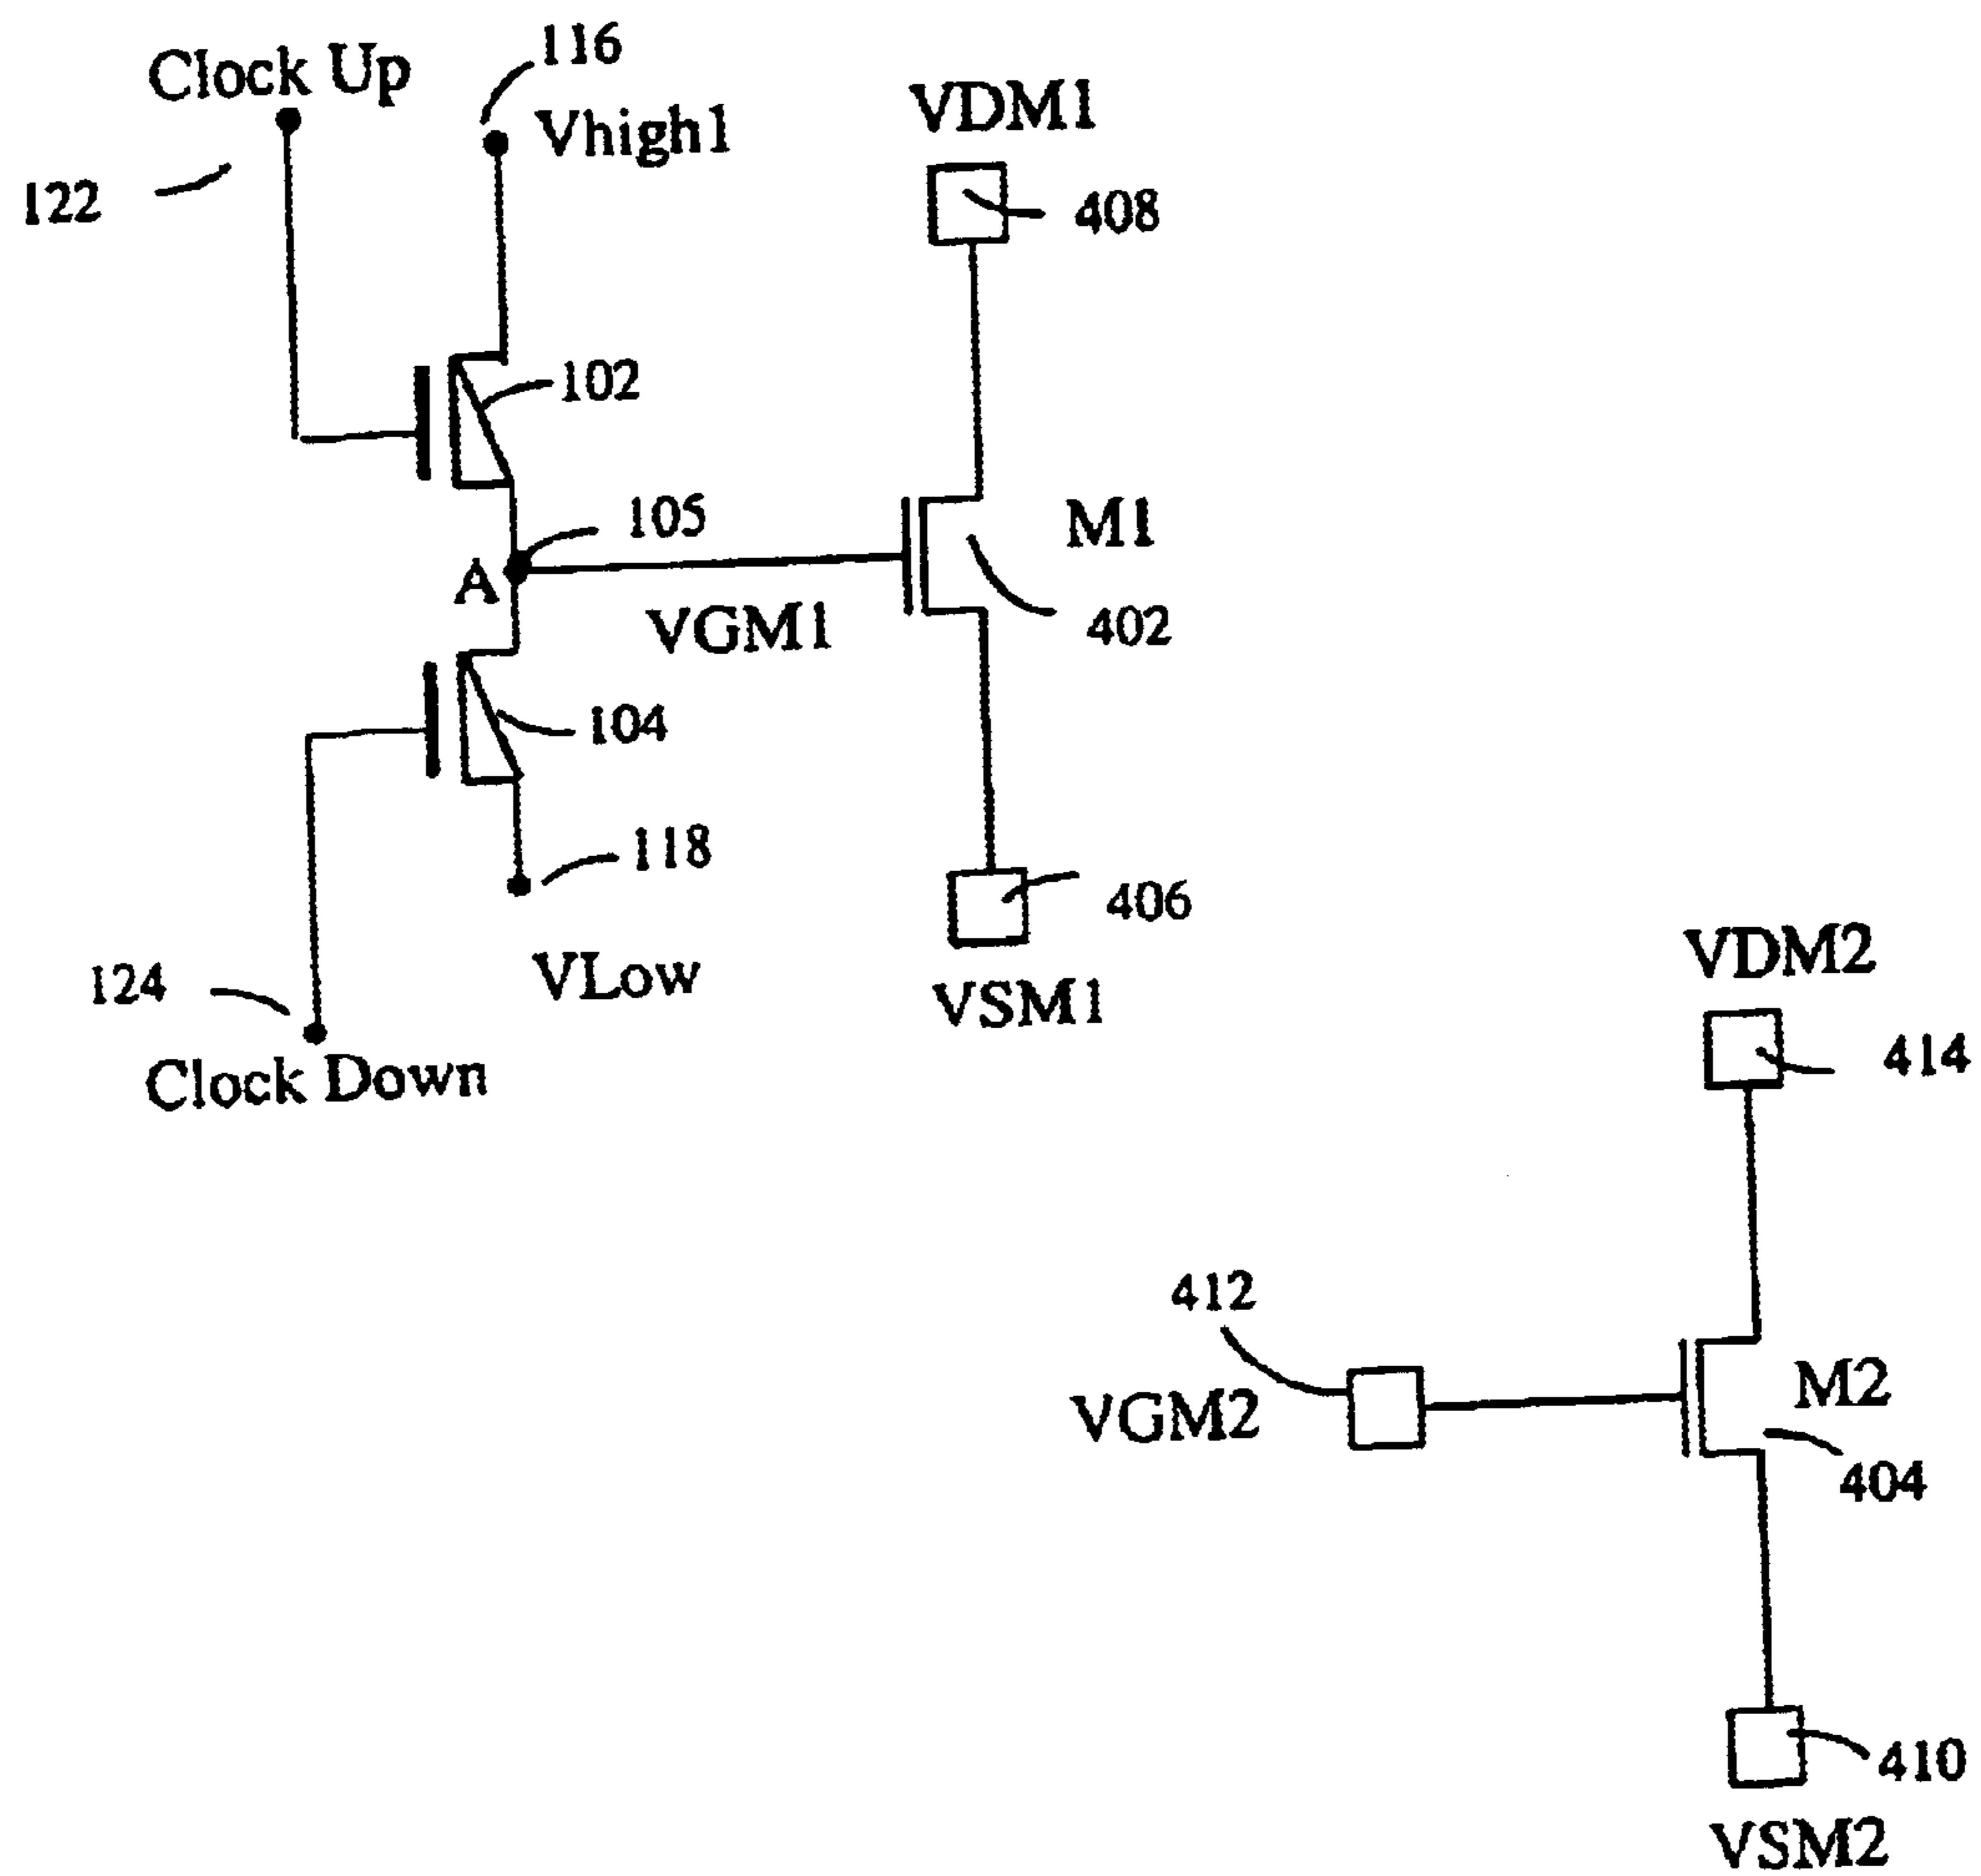 116
Clock Up
Vhigh1
VDM1
122
408
102
105
M1
A
VGM1
402
104
118
406
124
VLow
VSM1
VDM2
Clock Down
414
412
VGM2
M2
404
410
VSM2